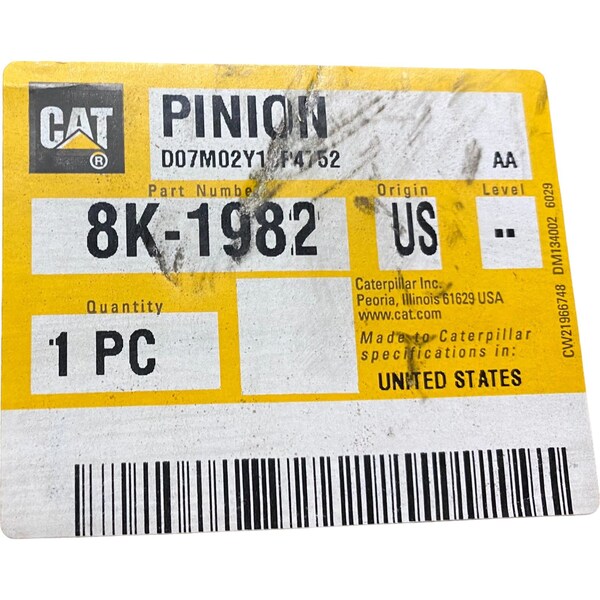 CAT
®
PINION
AA
Part Number
Origin
Level
8K-1982
US
--
Caterpillar Inc.
Peoria, Illinois 61629 USA
www.cat.com
Quantity
1 PC
Made to Caterpillar
specifications in:
UNITED STATES
CW21966748 DM134002 6029